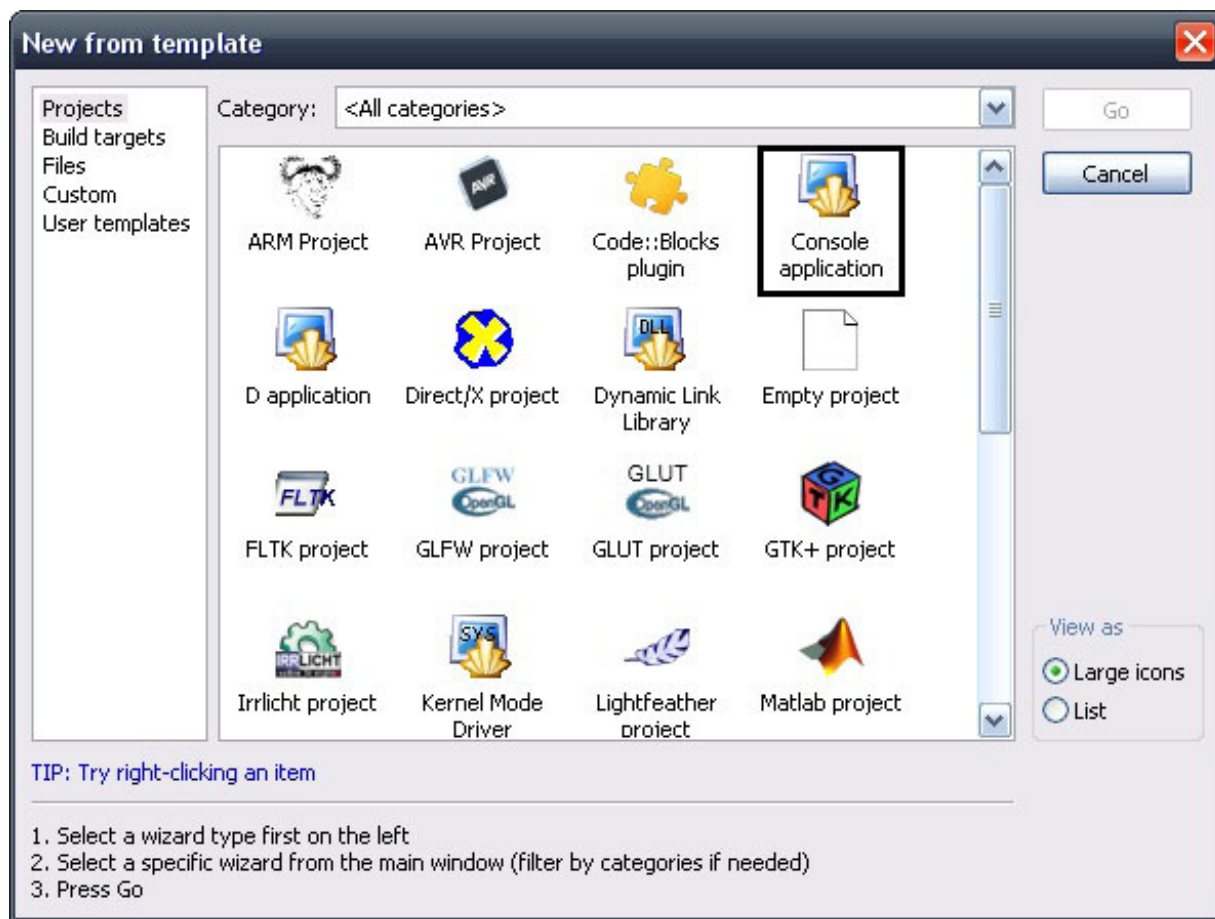 New from template
Projects
Build targets
Files
Custom
User templates
Category: <All categories>
Go
Cancel
AVR
ARM Project
AVR Project
Code::Blocks
plugin
Console
application
DLL
D application
Direct/X project
Dynamic Link
Library
Empty project
FLTK
GLFW
OpenGL
GLUT
OpenGL
GTK
FLTK project
GLFW project
GLUT project
GTK+ project
IRRLICHT
SYS
Irrlicht project
Kernel Mode
Driver
Lightfeather
project
Matlab project
View as
Large icons
List
TIP: Try right-clicking an item
1. Select a wizard type first on the left
2. Select a specific wizard from the main window (filter by categories if needed)
3. Press Go